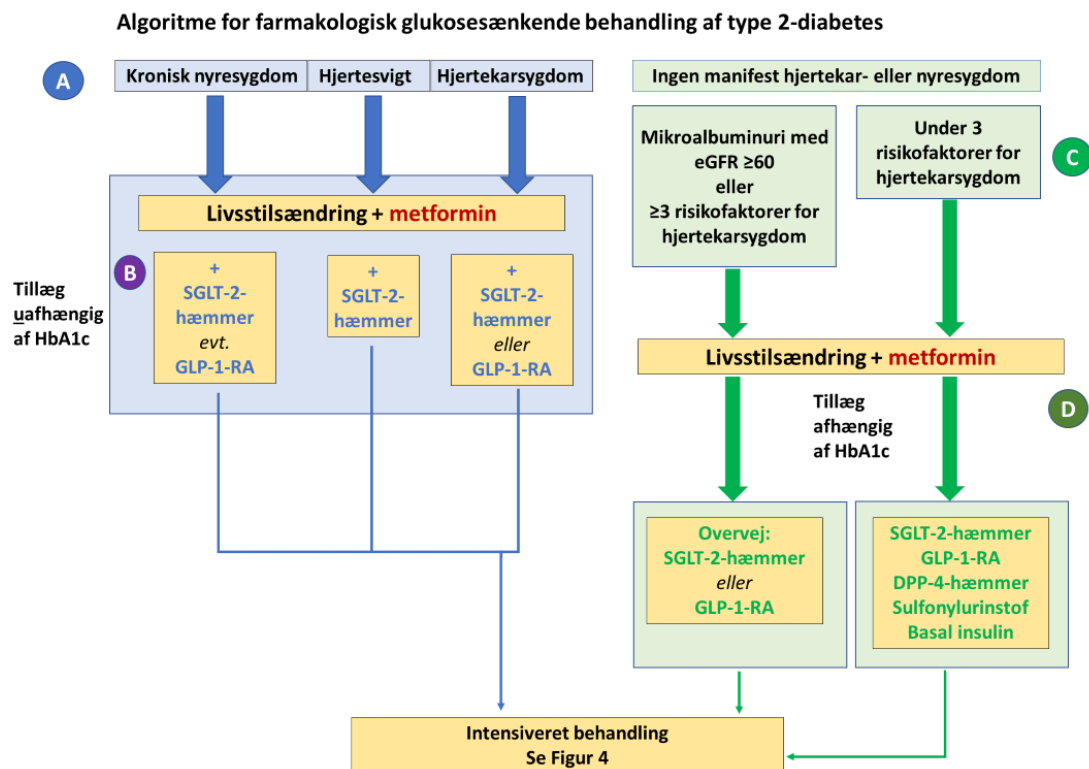 Algoritme for farmakologisk glukosesænkende behandling af type 2-diabetes
A
Kronisk nyresygdom
Hjertesvigt
Hjertekarsygdom
Livsstilsændring + metformin
B
Tillæg
uafhængig
af HbA1c
+
SGLT-2-
hæmmer
evt.
GLP-1-RA
+
SGLT-2-
hæmmer
+
SGLT-2-
hæmmer
eller
GLP-1-RA
Ingen manifest hjertekar- eller nyresygdom
Mikroalbuminuri med
eGFR ≥60
eller
≥3 risikofaktorer for
hjertekarsygdom
Under 3
risikofaktorer for
hjertekarsygdom
C
Livsstilsændring + metformin
Tillæg
afhængig
af HbA1c
D
Overvej:
SGLT-2-hæmmer
eller
GLP-1-RA
SGLT-2-hæmmer
GLP-1-RA
DPP-4-hæmmer
Sulfonylurinstof
Basal insulin
Intensiveret behandling
Se Figur 4